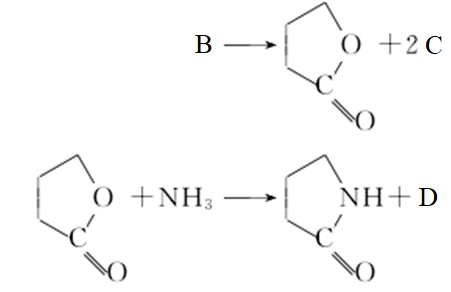 B → O + 2 C
C
O
O + NH₃ → NH + D
C C
O O